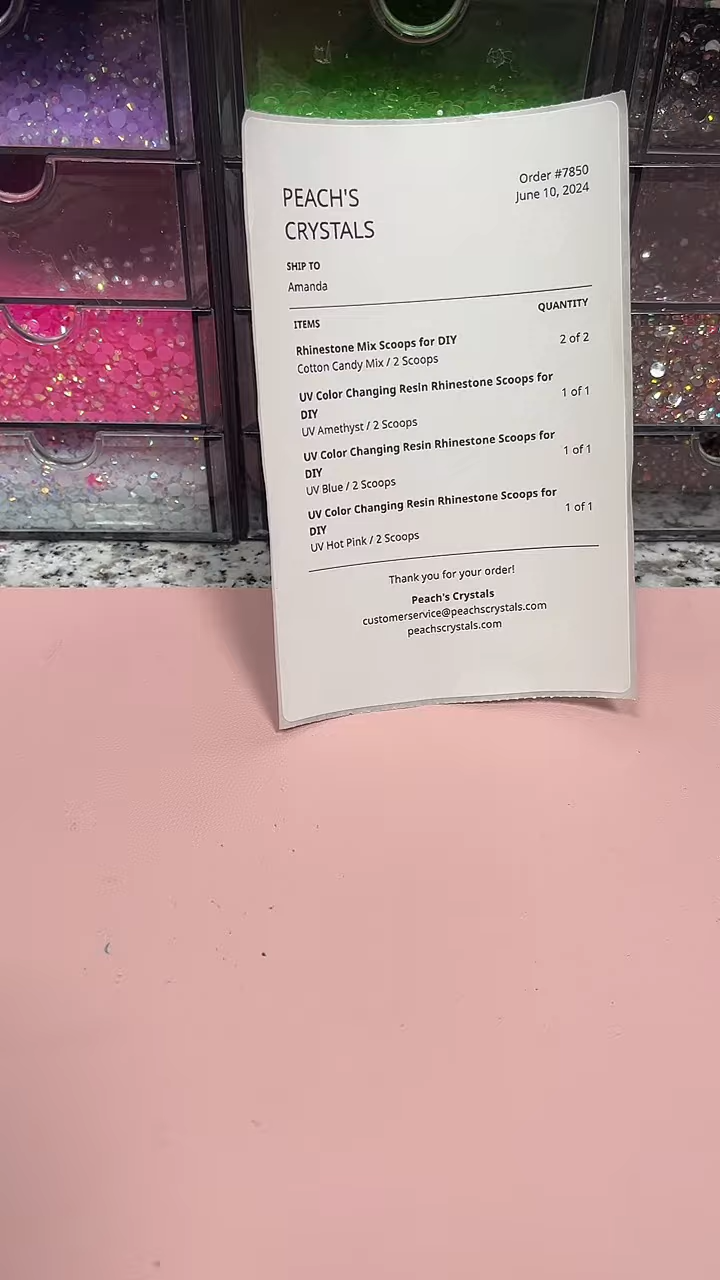 PEACH'S
CRYSTALS
Order #7850
June 10, 2024
SHIP TO
Amanda
ITEMS
QUANTITY
Rhinestone Mix Scoops for DIY
Cotton Candy Mix / 2 Scoops
2 of 2
UV Color Changing Resin Rhinestone Scoops for
DIY
UV Amethyst / 2 Scoops
1 of 1
UV Color Changing Resin Rhinestone Scoops for
DIY
UV Blue / 2 Scoops
1 of 1
UV Color Changing Resin Rhinestone Scoops for
DIY
UV Hot Pink / 2 Scoops
1 of 1
Thank you for your order!
Peach's Crystals
customerservice@peachscrystals.com
peachscrystals.com